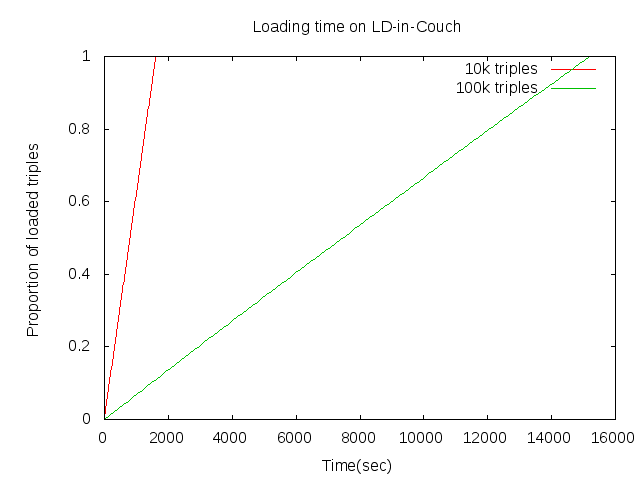 Loading time on LD-in-Couch
10k triples
100k triples
Proportion of loaded triples
1
0.8
0.6
0.4
0.2
0
0 2000 4000 6000 8000 10000 12000 14000 16000
Time(sec)